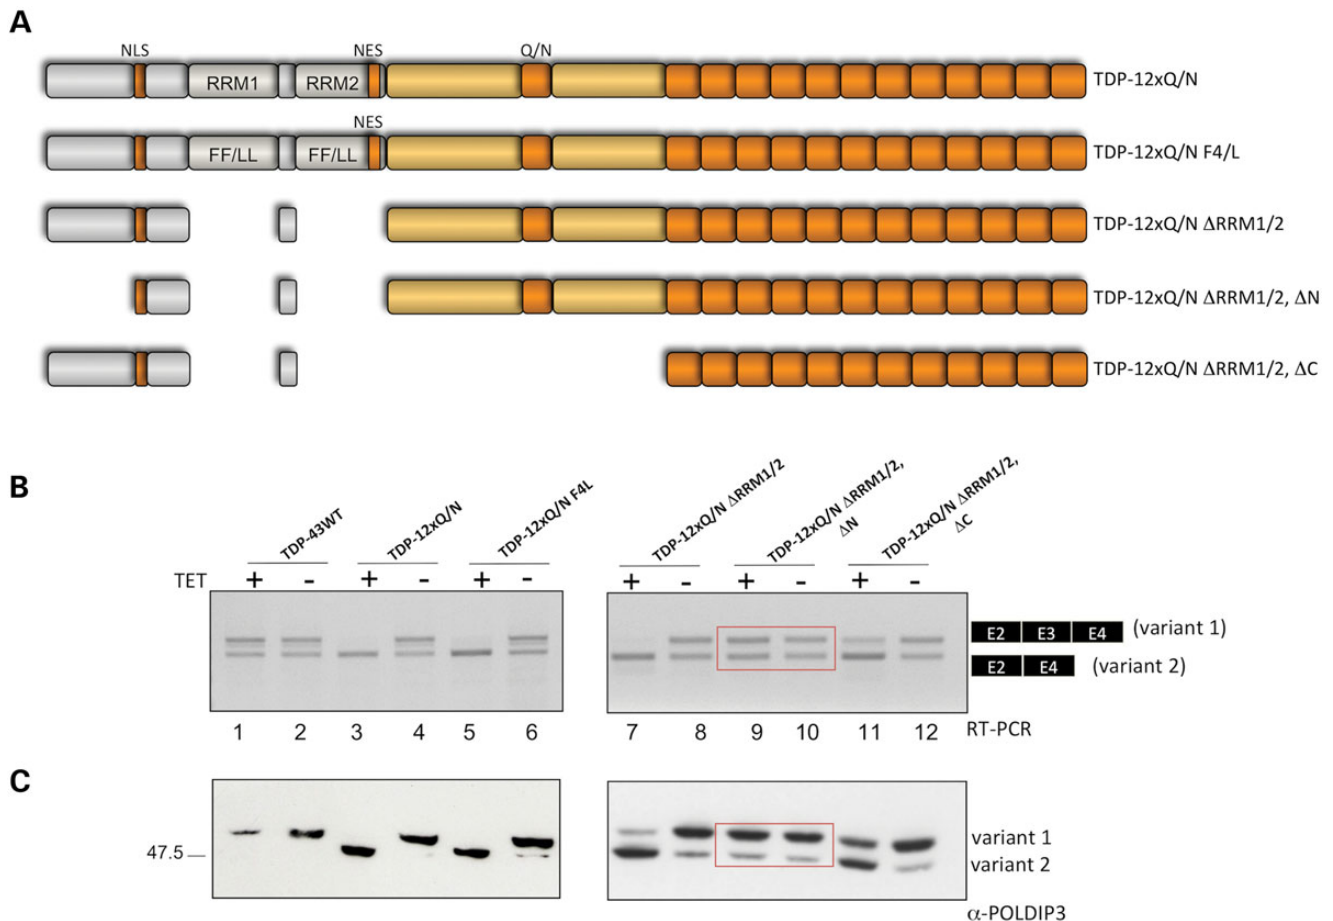 A
NLS NES Q/N
RRM1 RRM2 TDP-12xQ/N
NES
FF/LL FF/LL TDP-12xQ/N F4/L
TDP-12xQ/N ΔRRM1/2
TDP-12xQ/N ΔRRM1/2, ΔN
TDP-12xQ/N ΔRRM1/2, ΔC
B
TDP-43WT
TDP-12xQ/N
TDP-12xQ/N F4L
TDP-12xQ/N ΔRRM1/2
TDP-12xQ/N ΔRRM1/2,
ΔN
TDP-12xQ/N ΔRRM1/2,
ΔC
TET + - + - + - + - + - + -
E2 E3 E4 (variant 1)
E2 E4 (variant 2)
1 2 3 4 5 6 7 8 9 10 11 12 RT-PCR
C
variant 1
47.5
variant 2
α-POLDIP3